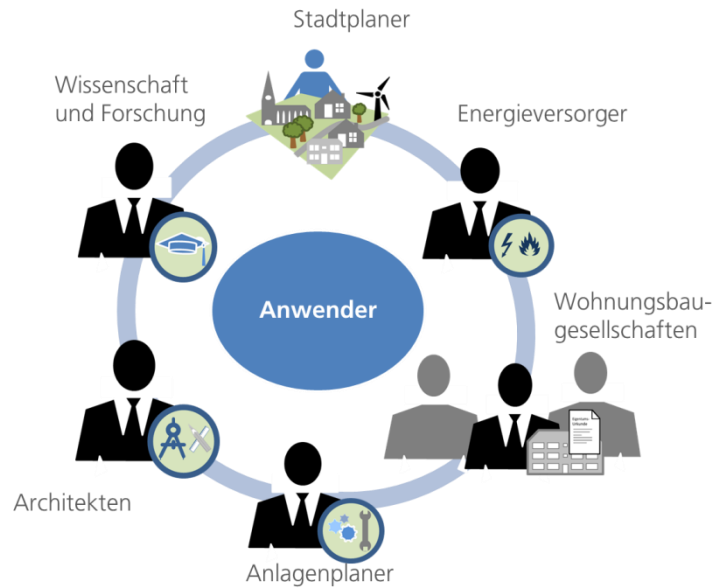 Stadtplaner
Wissenschaft
und Forschung
Energieversorger
Anwender
Wohnungsbau-
gesellschaften
Architekten
Anlagenplaner